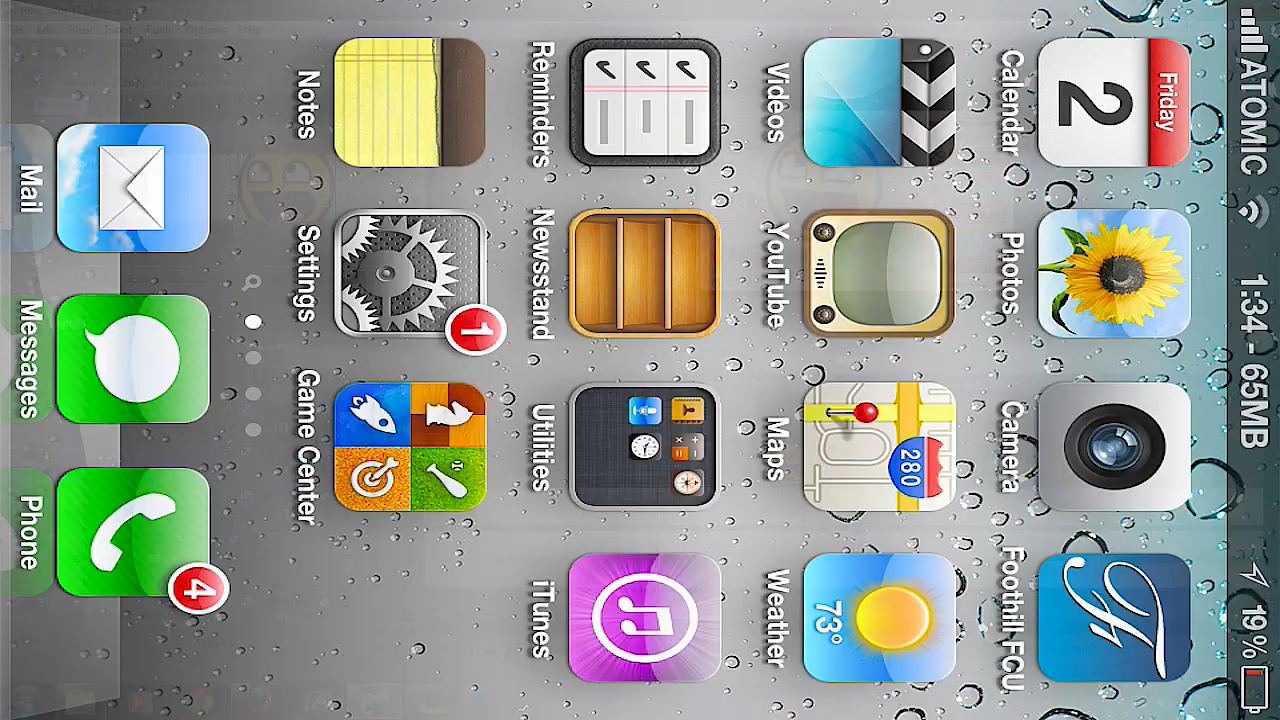 ATOMIC 1:34 - 65MB 19%
Friday
2
Calendar Photos Camera Foothill FCU
280
73°
Videos YouTube Maps Weather
Reminders Newsstand Utilities iTunes
1
Notes Settings Game Center
4
Mail Messages Phone